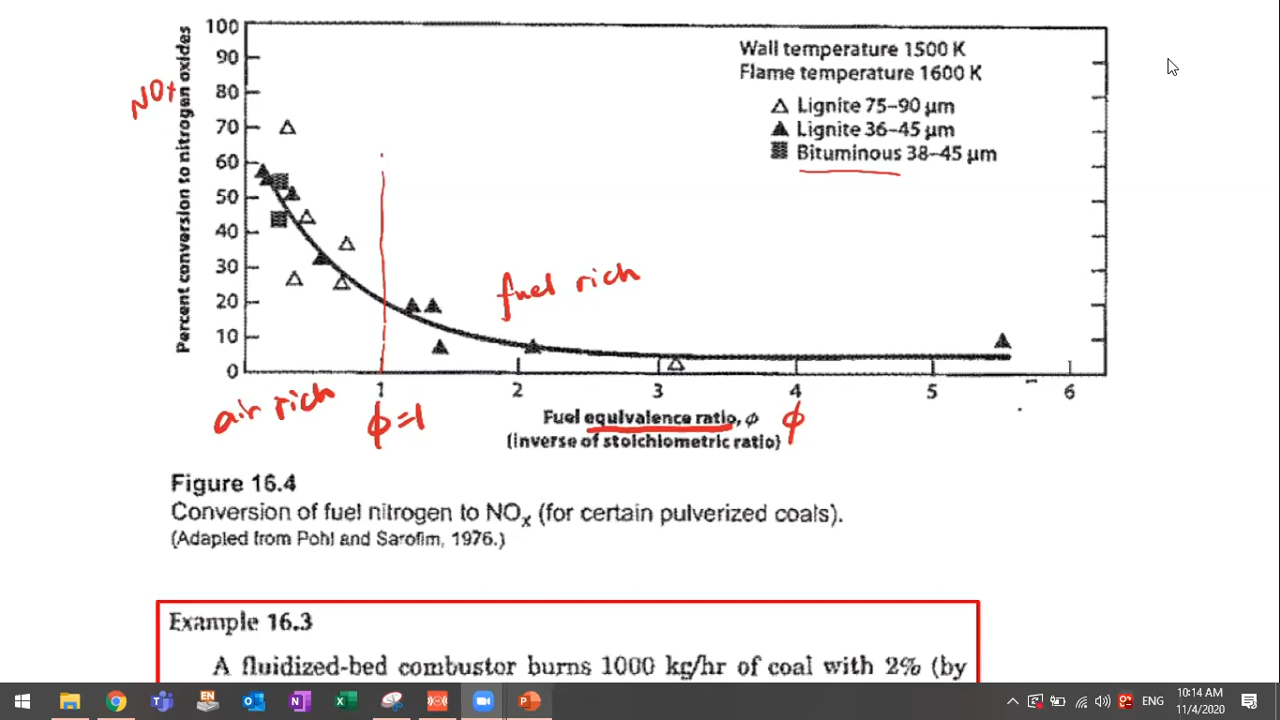 100
90
80
70
60
50
40
30
20
10
0
Percent conversion to nitrogen oxides
NOx
Wall temperature 1500 K
Flame temperature 1600 K
Lignite 75–90 µm
Lignite 36–45 µm
Bituminous 38–45 µm
fuel rich
1 2 3 4 5 6
air rich
ϕ=1
Fuel equivalence ratio, ϕ
ϕ
(inverse of stoichiometric ratio)
Figure 16.4
Conversion of fuel nitrogen to NOx (for certain pulverized coals).
(Adapted from Pohl and Sarofim, 1976.)
Example 16.3
A fluidized-bed combustor burns 1000 kg/hr of coal with 2% (by
EN
ENG
10:14 AM
11/4/2020